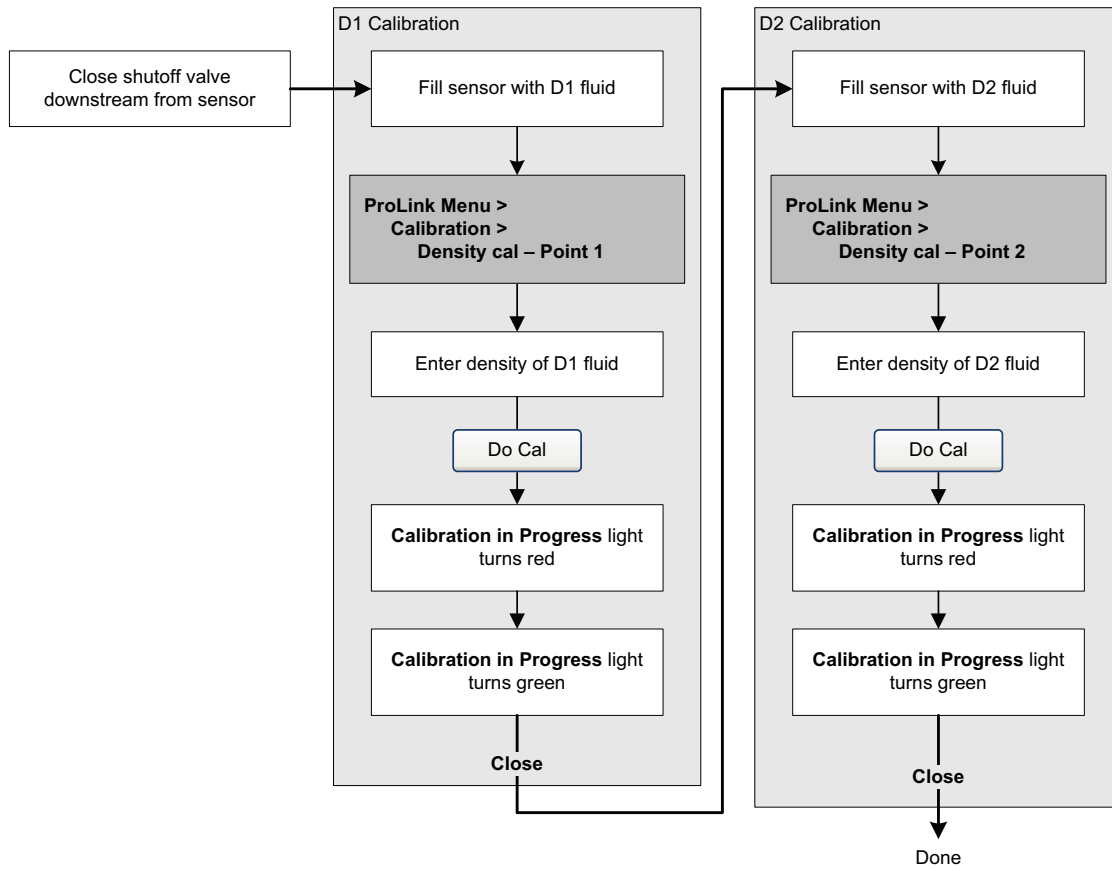 D1 Calibration
Close shutoff valve
downstream from sensor
Fill sensor with D1 fluid
ProLink Menu >
Calibration >
Density cal – Point 1
Enter density of D1 fluid
Do Cal
Calibration in Progress light
turns red
Calibration in Progress light
turns green
Close
D2 Calibration
Fill sensor with D2 fluid
ProLink Menu >
Calibration >
Density cal – Point 2
Enter density of D2 fluid
Do Cal
Calibration in Progress light
turns red
Calibration in Progress light
turns green
Close
Done